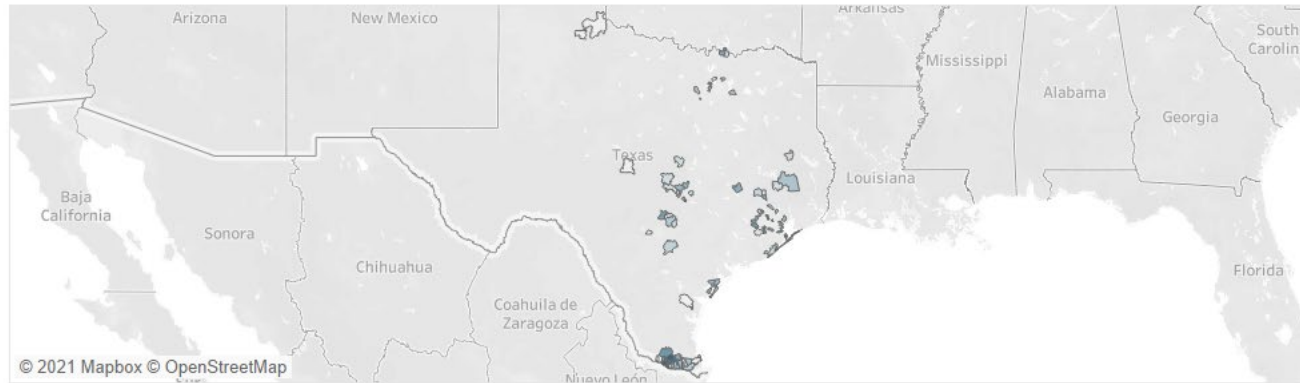 Arizona
New Mexico
Arkansas
South
Carolin
Mississippi
Alabama
Georgia
Texas
Louisiana
Baja
California
Sonora
Chihuahua
Florida
Coahuila de
Zaragoza
Nuevo León
© 2021 Mapbox © OpenStreetMap